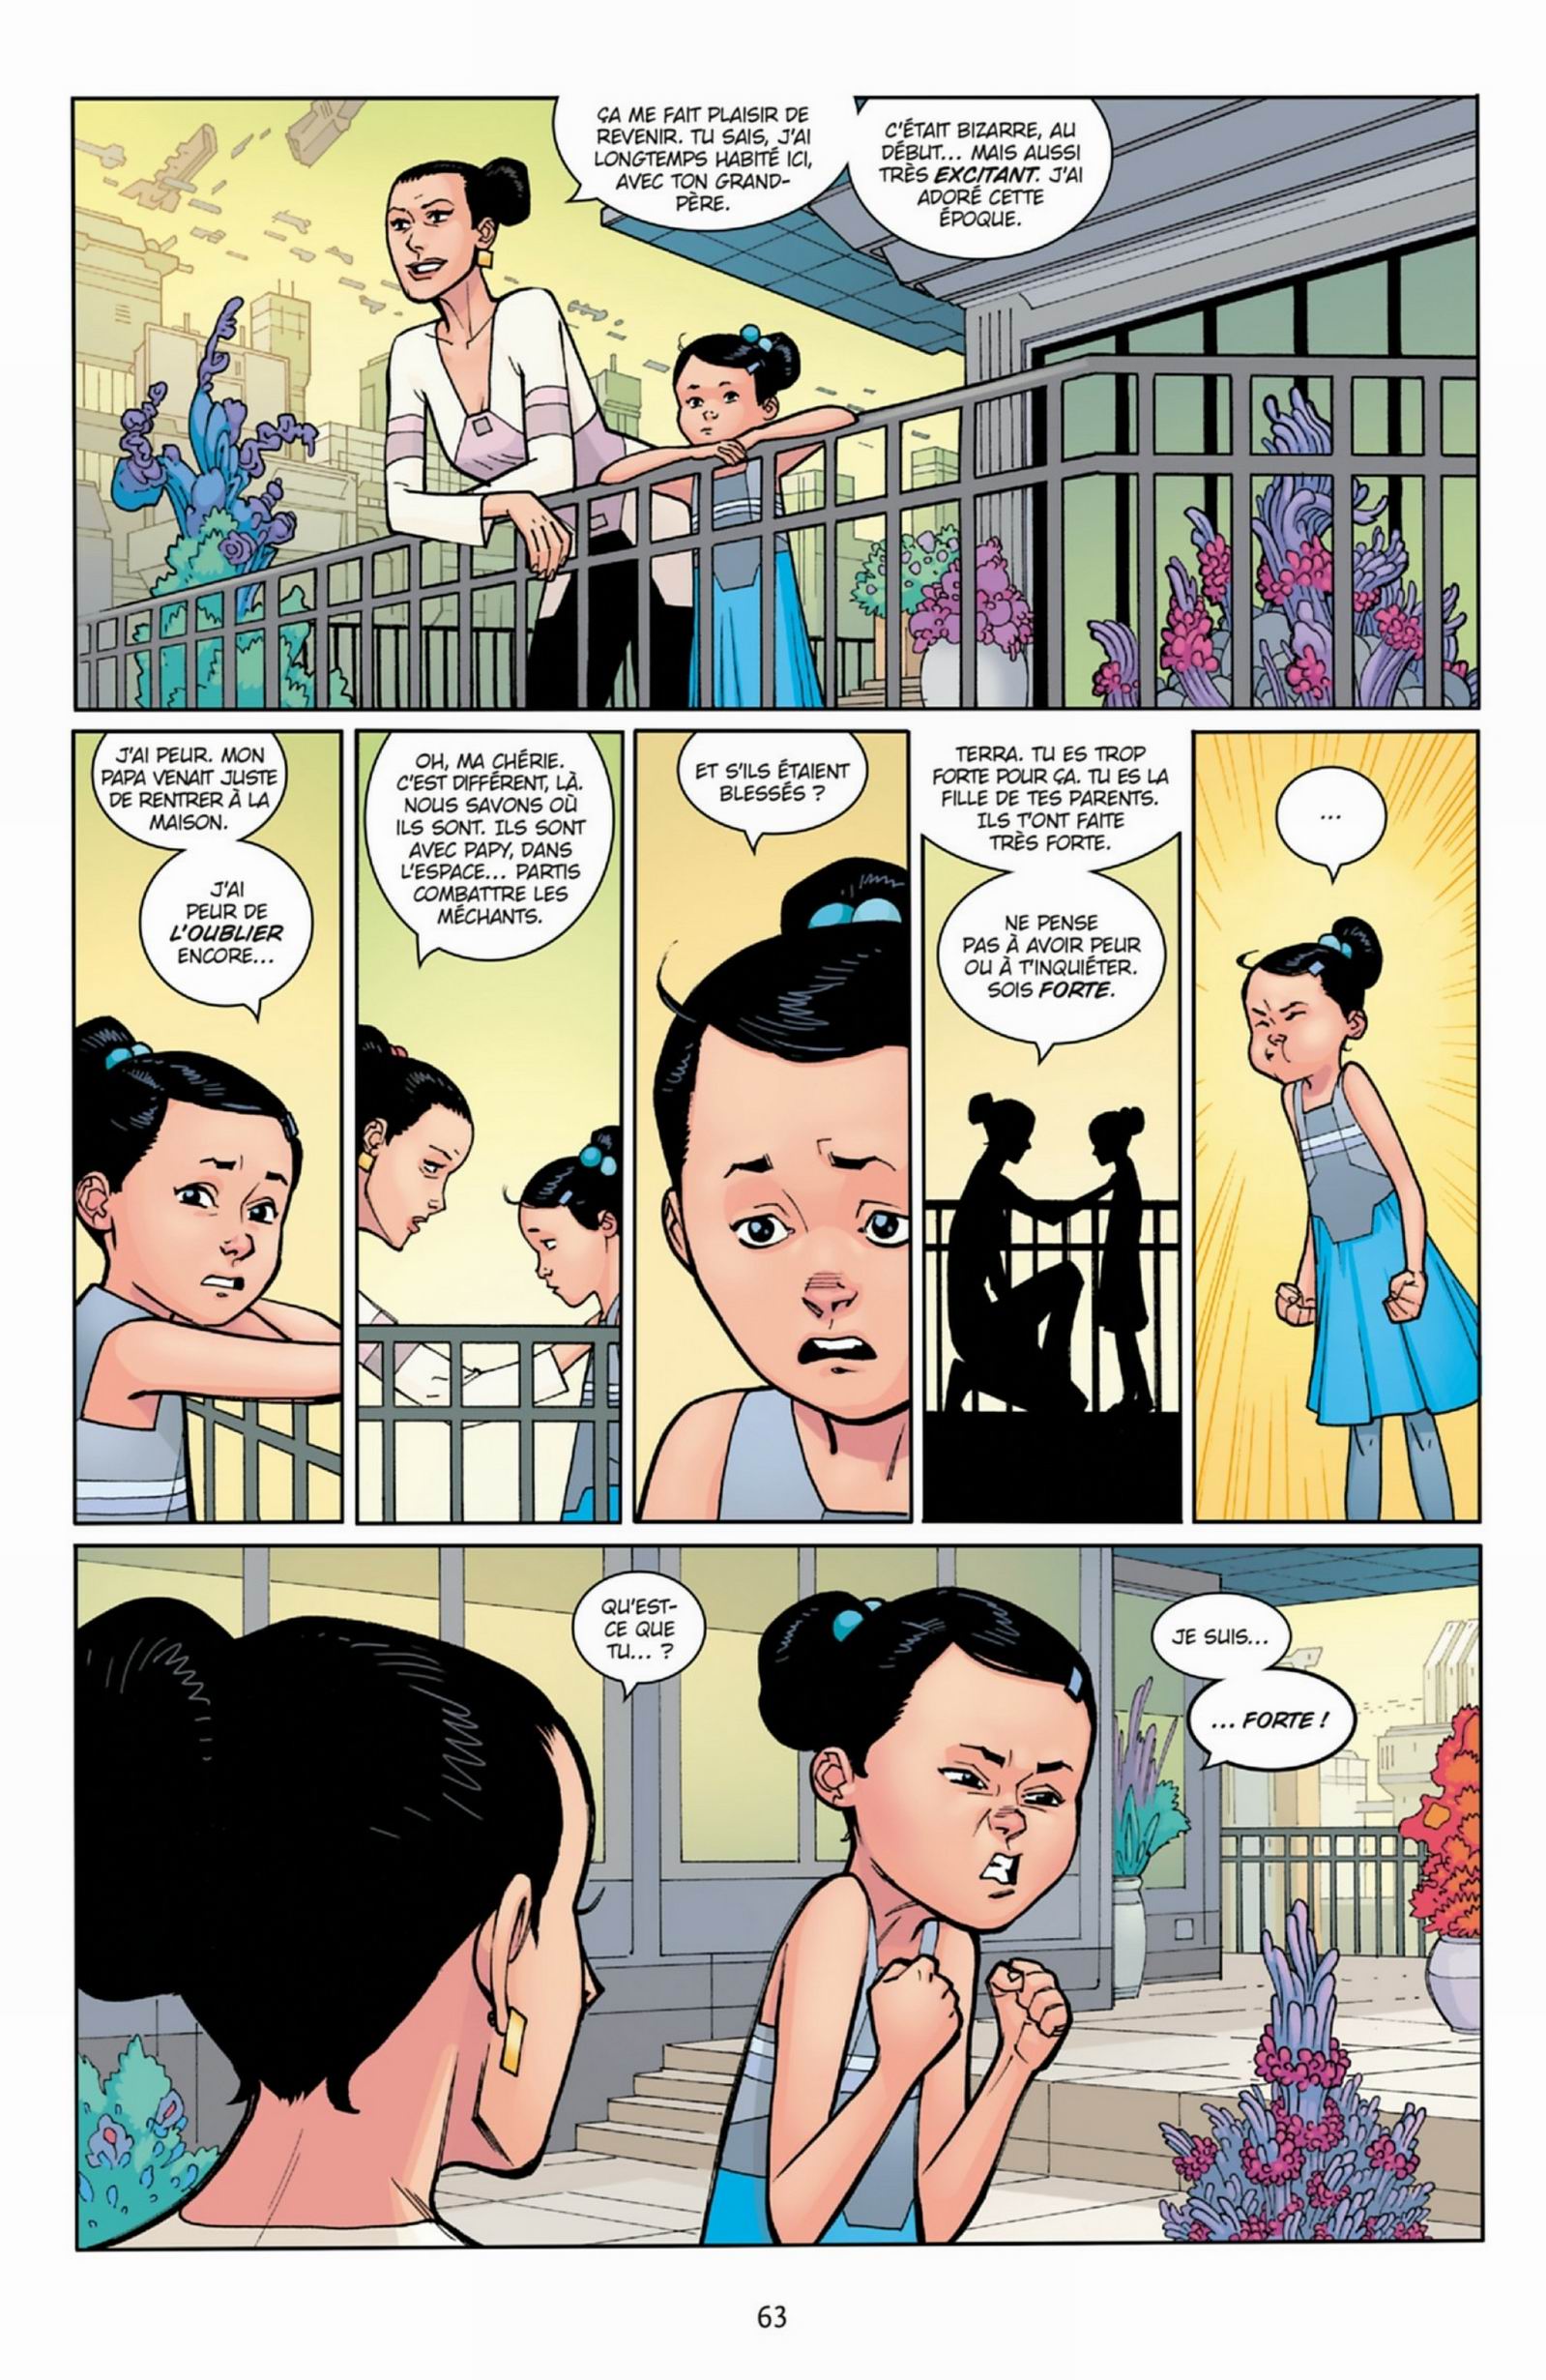 ÇA ME FAIT PLAISIR DE
REVENIR. TU SAIS, J'AI
LONGTEMPS HABITÉ ICI,
AVEC TON GRAND-
PÈRE.
C'ÉTAIT BIZARRE, AU
DÉBUT... MAIS AUSSI
TRÈS EXCITANT. J'AI
ADORÉ CETTE
ÉPOQUE.
J'AI PEUR. MON
PAPA VENAIT JUSTE
DE RENTRER À LA
MAISON.
J'AI
PEUR DE
L'OUBLIER
ENCORE...
OH, MA CHÉRIE.
C'EST DIFFÉRENT, LÀ.
NOUS SAVONS OÙ
ILS SONT. ILS SONT
AVEC PAPY, DANS
L'ESPACE... PARTIS
COMBATTRE LES
MÉCHANTS.
ET S'ILS ÉTAIENT
BLESSÉS ?
TERRA. TU ES TROP
FORTE POUR ÇA. TU ES LA
FILLE DE TES PARENTS.
ILS T'ONT FAITE
TRÈS FORTE.
NE PENSE
PAS À AVOIR PEUR
OU À T'INQUIÉTER.
SOIS FORTE.
...
QU'EST-
CE QUE
TU... ?
JE SUIS...
... FORTE !
63